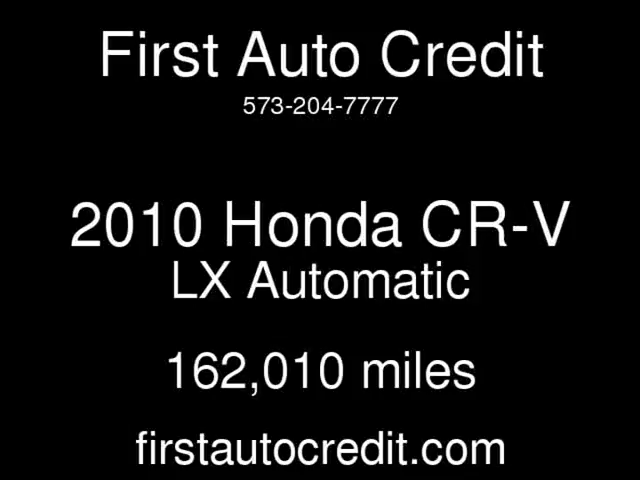 First Auto Credit
573-204-7777
2010 Honda CR-V
LX Automatic
162,010 miles
firstautocredit.com